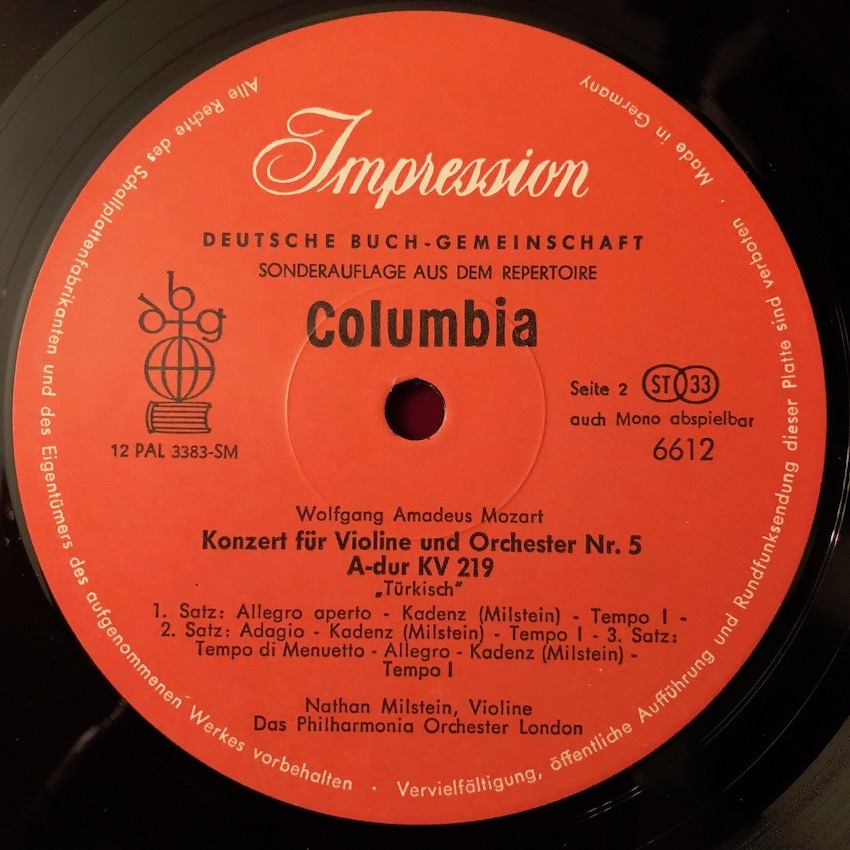 Impression
DEUTSCHE BUCH-GEMEINSCHAFT
SONDERAUFLAGE AUS DEM REPERTOIRE
Columbia
dbg
12 PAL 3383-SM
Seite 2 ST 33
auch Mono abspielbar
6612
Wolfgang Amadeus Mozart
Konzert für Violine und Orchester Nr. 5
A-dur KV 219
„Türkisch“
1. Satz: Allegro aperto - Kadenz (Milstein) - Tempo I -
2. Satz: Adagio - Kadenz (Milstein) - Tempo I - 3. Satz:
Tempo di Menuetto - Allegro - Kadenz (Milstein) -
Tempo I
Nathan Milstein, Violine
Das Philharmonia Orchester London
Alle Rechte des Schallplattenfabrikanten und des Eigentümers des aufgenommenen Werkes vorbehalten · Vervielfältigung, öffentliche Aufführung und Rundfunksendung dieser Platte sind verboten · Made in Germany